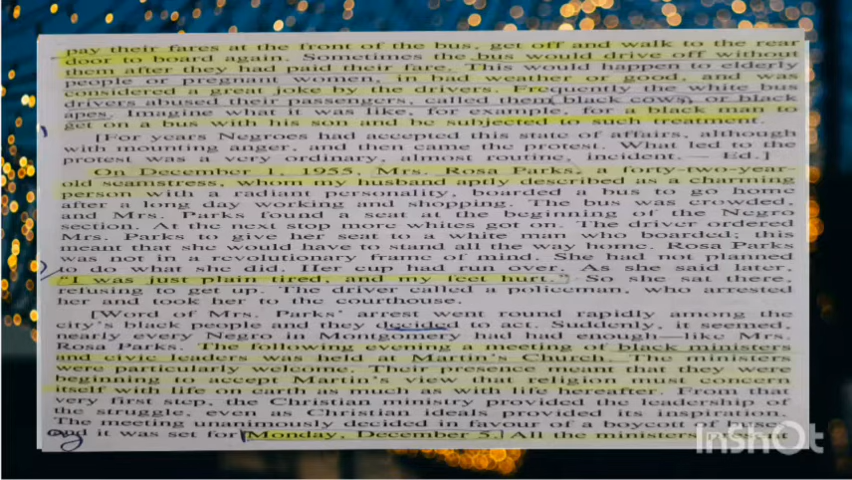 pay their fares at the front of the bus, get off and walk to the rear
door to board again. Sometimes the bus would drive off without
them after they had paid their fare. This would happen to elderly
people or pregnant women, in bad weather or good, and was
considered a great joke by the drivers. Frequently the white bus
drivers abused their passengers, called them black cows, or black
apes. Imagine what it was like, for example, for a black man to
get on a bus with his son and be subjected to such treatment.
[For years Negroes had accepted this state of affairs, although
with mounting anger, and then came the protest. What led to the
protest was a very ordinary, almost routine, incident.— Ed.]
On December 1, 1955, Mrs. Rosa Parks, a forty-two-year-
old seamstress, whom my husband aptly described as a charming
person with a radiant personality, boarded a bus to go home
after a long day working and shopping. The bus was crowded,
and Mrs. Parks found a seat at the beginning of the Negro
section. At the next stop more whites got on. The driver ordered
Mrs. Parks to give her seat to a white man who boarded; this
meant that she would have to stand all the way home. Rosa Parks
was not in a revolutionary frame of mind. She had not planned
to do what she did. Her cup had run over. As she said later,
"I was just plain tired, and my feet hurt." So she sat there,
refusing to get up. The driver called a policeman, who arrested
her and took her to the courthouse.
[Word of Mrs. Parks' arrest went round rapidly among the
city's black people and they decided to act. Suddenly, it seemed,
nearly every Negro in Montgomery had had enough—like Mrs.
Rosa Parks. The following evening a meeting of black ministers
and civic leaders was held at Martin's Church. The ministers
were particularly welcome. Their presence meant that they were
beginning to accept Martin's view that religion must concern
itself with life on earth as much as with life hereafter. From that
very first step, the Christian ministry provided the leadership of
the struggle, even as Christian ideals provided its inspiration.
The meeting unanimously decided in favour of a boycott of buses
and it was set for Monday, December 5. All the ministers
InShOt